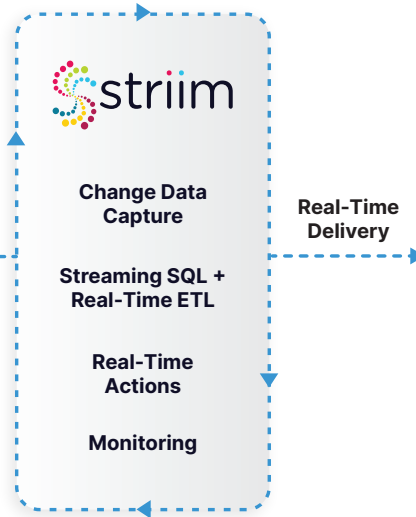 striim
Change Data
Capture
Streaming SQL +
Real-Time ETL
Real-Time
Actions
Monitoring
Real-Time
Delivery